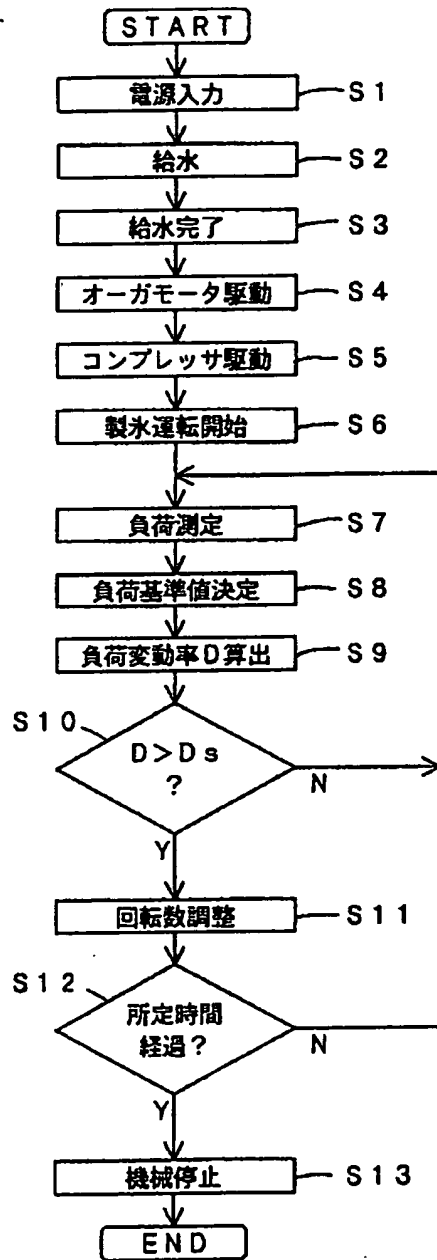 START
電源入力 S1
給水 S2
給水完了 S3
オーガモータ駆動 S4
コンプレッサ駆動 S5
製氷運転開始 S6
負荷測定 S7
負荷基準値決定 S8
負荷変動率D算出 S9
S10
D>Ds
?
N
Y
回転数調整 S11
S12
所定時間
経過?
N
Y
機械停止 S13
END